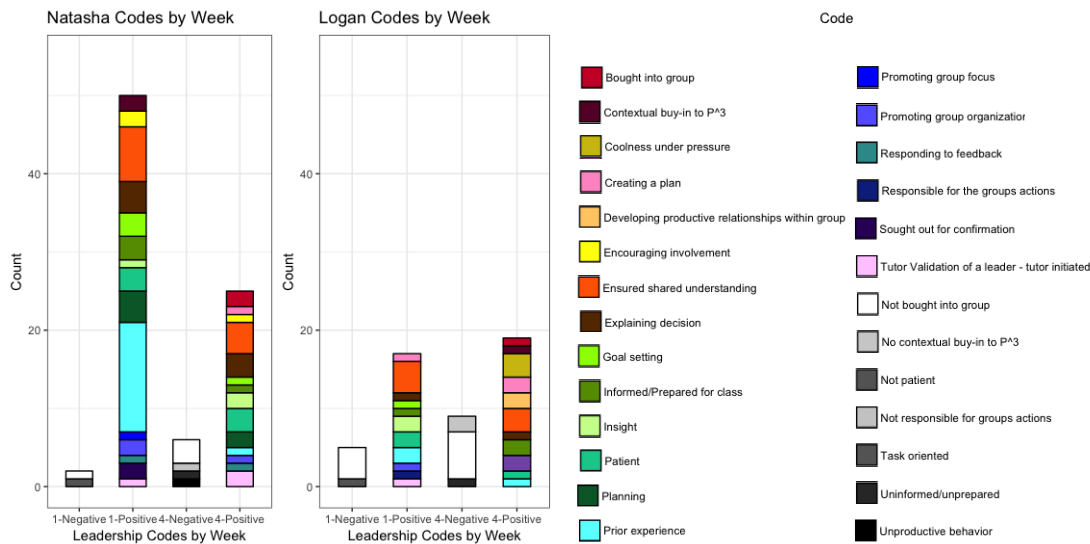 Natasha Codes by Week
Logan Codes by Week
Code
Count
0
20
40
1-Negative 1-Positive 4-Negative 4-Positive
Leadership Codes by Week
Count
0
20
40
1-Negative 1-Positive 4-Negative 4-Positive
Leadership Codes by Week
Bought into group
Contextual buy-in to P^3
Coolness under pressure
Creating a plan
Developing productive relationships within group
Encouraging involvement
Ensured shared understanding
Explaining decision
Goal setting
Informed/Prepared for class
Insight
Patient
Planning
Prior experience
Promoting group focus
Promoting group organization
Responding to feedback
Responsible for the groups actions
Sought out for confirmation
Tutor Validation of a leader - tutor initiated
Not bought into group
No contextual buy-in to P^3
Not patient
Not responsible for groups actions
Task oriented
Uninformed/unprepared
Unproductive behavior